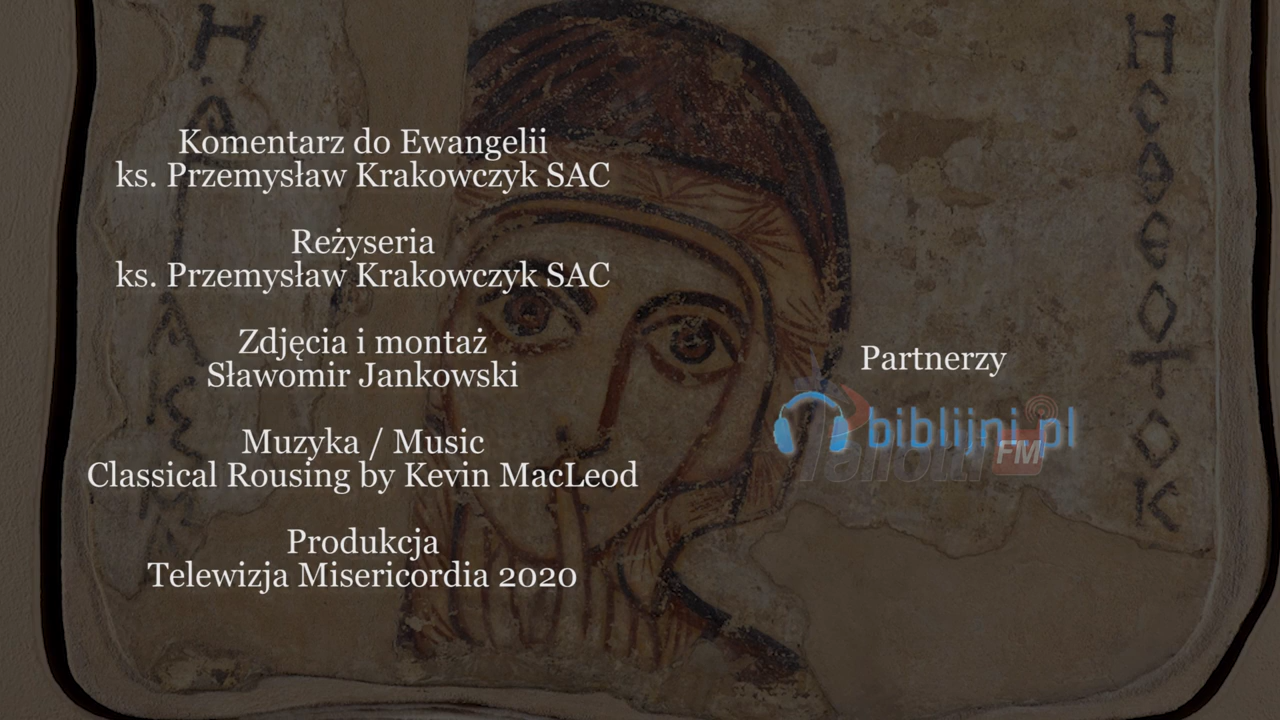 Komentarz do Ewangelii
ks. Przemysław Krakowczyk SAC
Reżyseria
ks. Przemysław Krakowczyk SAC
Zdjęcia i montaż
Sławomir Jankowski
Muzyka / Music
Classical Rousing by Kevin MacLeod
Produkcja
Telewizja Misericordia 2020
Partnerzy
biblijni.pl
FM